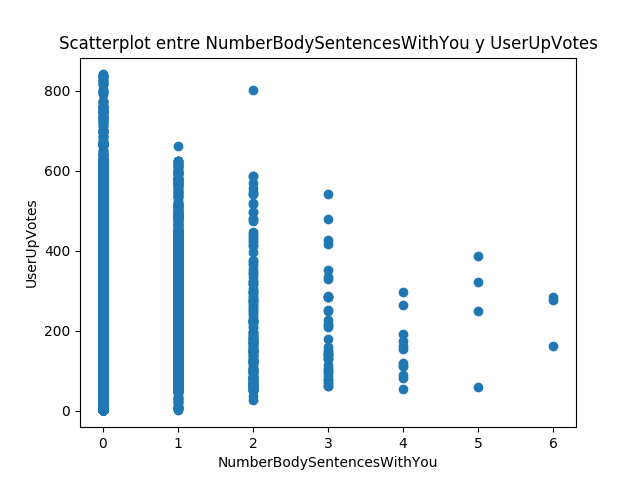 Scatterplot entre NumberBodySentencesWithYou y UserUpVotes
800
600
400
200
0
UserUpVotes
0 1 2 3 4 5 6
NumberBodySentencesWithYou